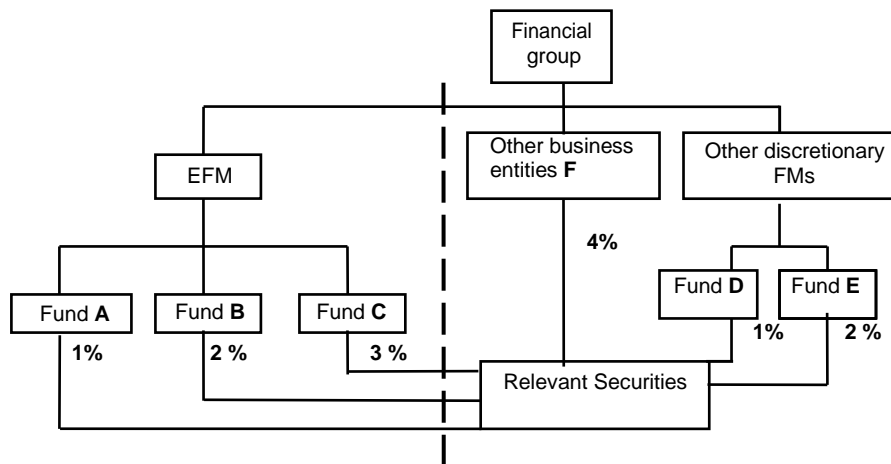 Financial
group
Other business
entities F
Other discretionary
FMs
EFM
4%
Fund A
Fund B
Fund C
Fund D
Fund E
1%
2 %
3 %
1%
2 %
Relevant Securities